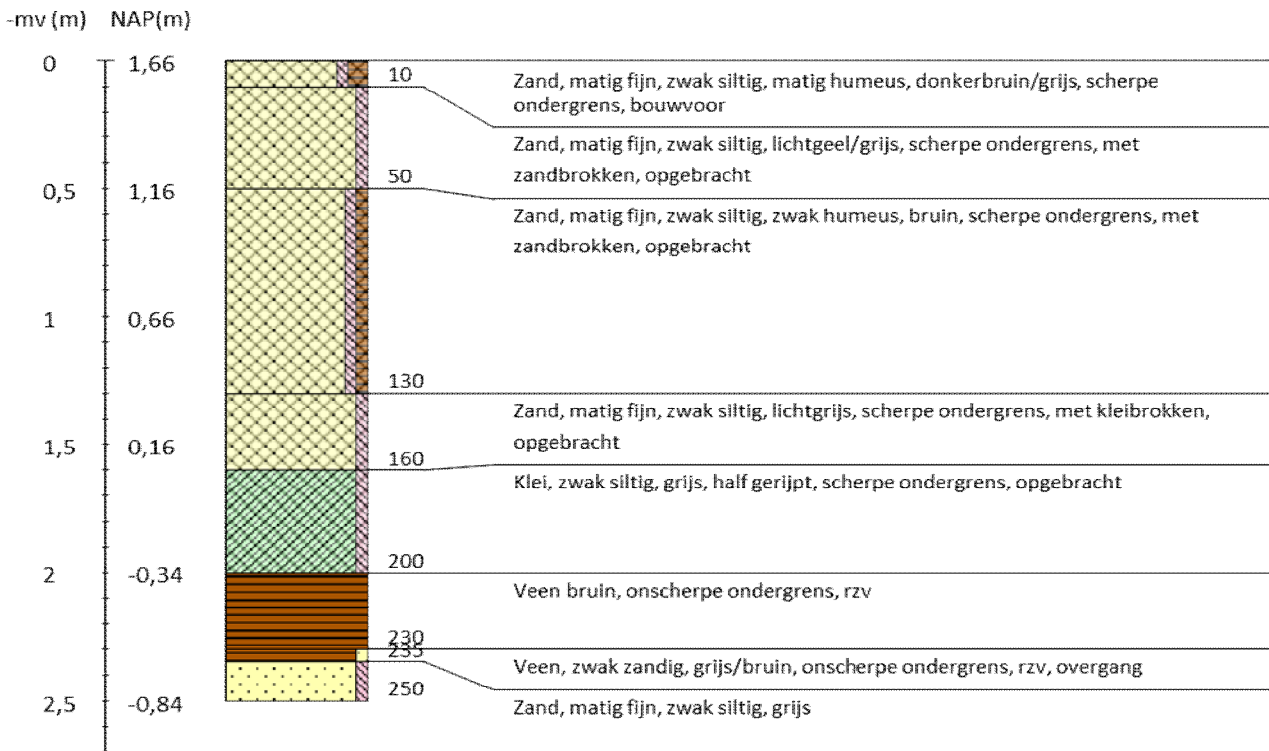 -mv (m) NAP(m)
0 1,66
10
Zand, matig fijn, zwak siltig, matig humeus, donkerbruin/grijs, scherpe
ondergrens, bouwvoor
Zand, matig fijn, zwak siltig, lichtgeel/grijs, scherpe ondergrens, met
zandbrokken, opgebracht
50
0,5 1,16
Zand, matig fijn, zwak siltig, zwak humeus, bruin, scherpe ondergrens, met
zandbrokken, opgebracht
1 0,66
130
Zand, matig fijn, zwak siltig, lichtgrijs, scherpe ondergrens, met kleibrokken,
opgebracht
1,5 0,16
160
Klei, zwak siltig, grijs, half gerijpt, scherpe ondergrens, opgebracht
200
2 -0,34
Veen bruin, onscherpe ondergrens, rzv
230
235
Veen, zwak zandig, grijs/bruin, onscherpe ondergrens, rzv, overgang
250
2,5 -0,84
Zand, matig fijn, zwak siltig, grijs